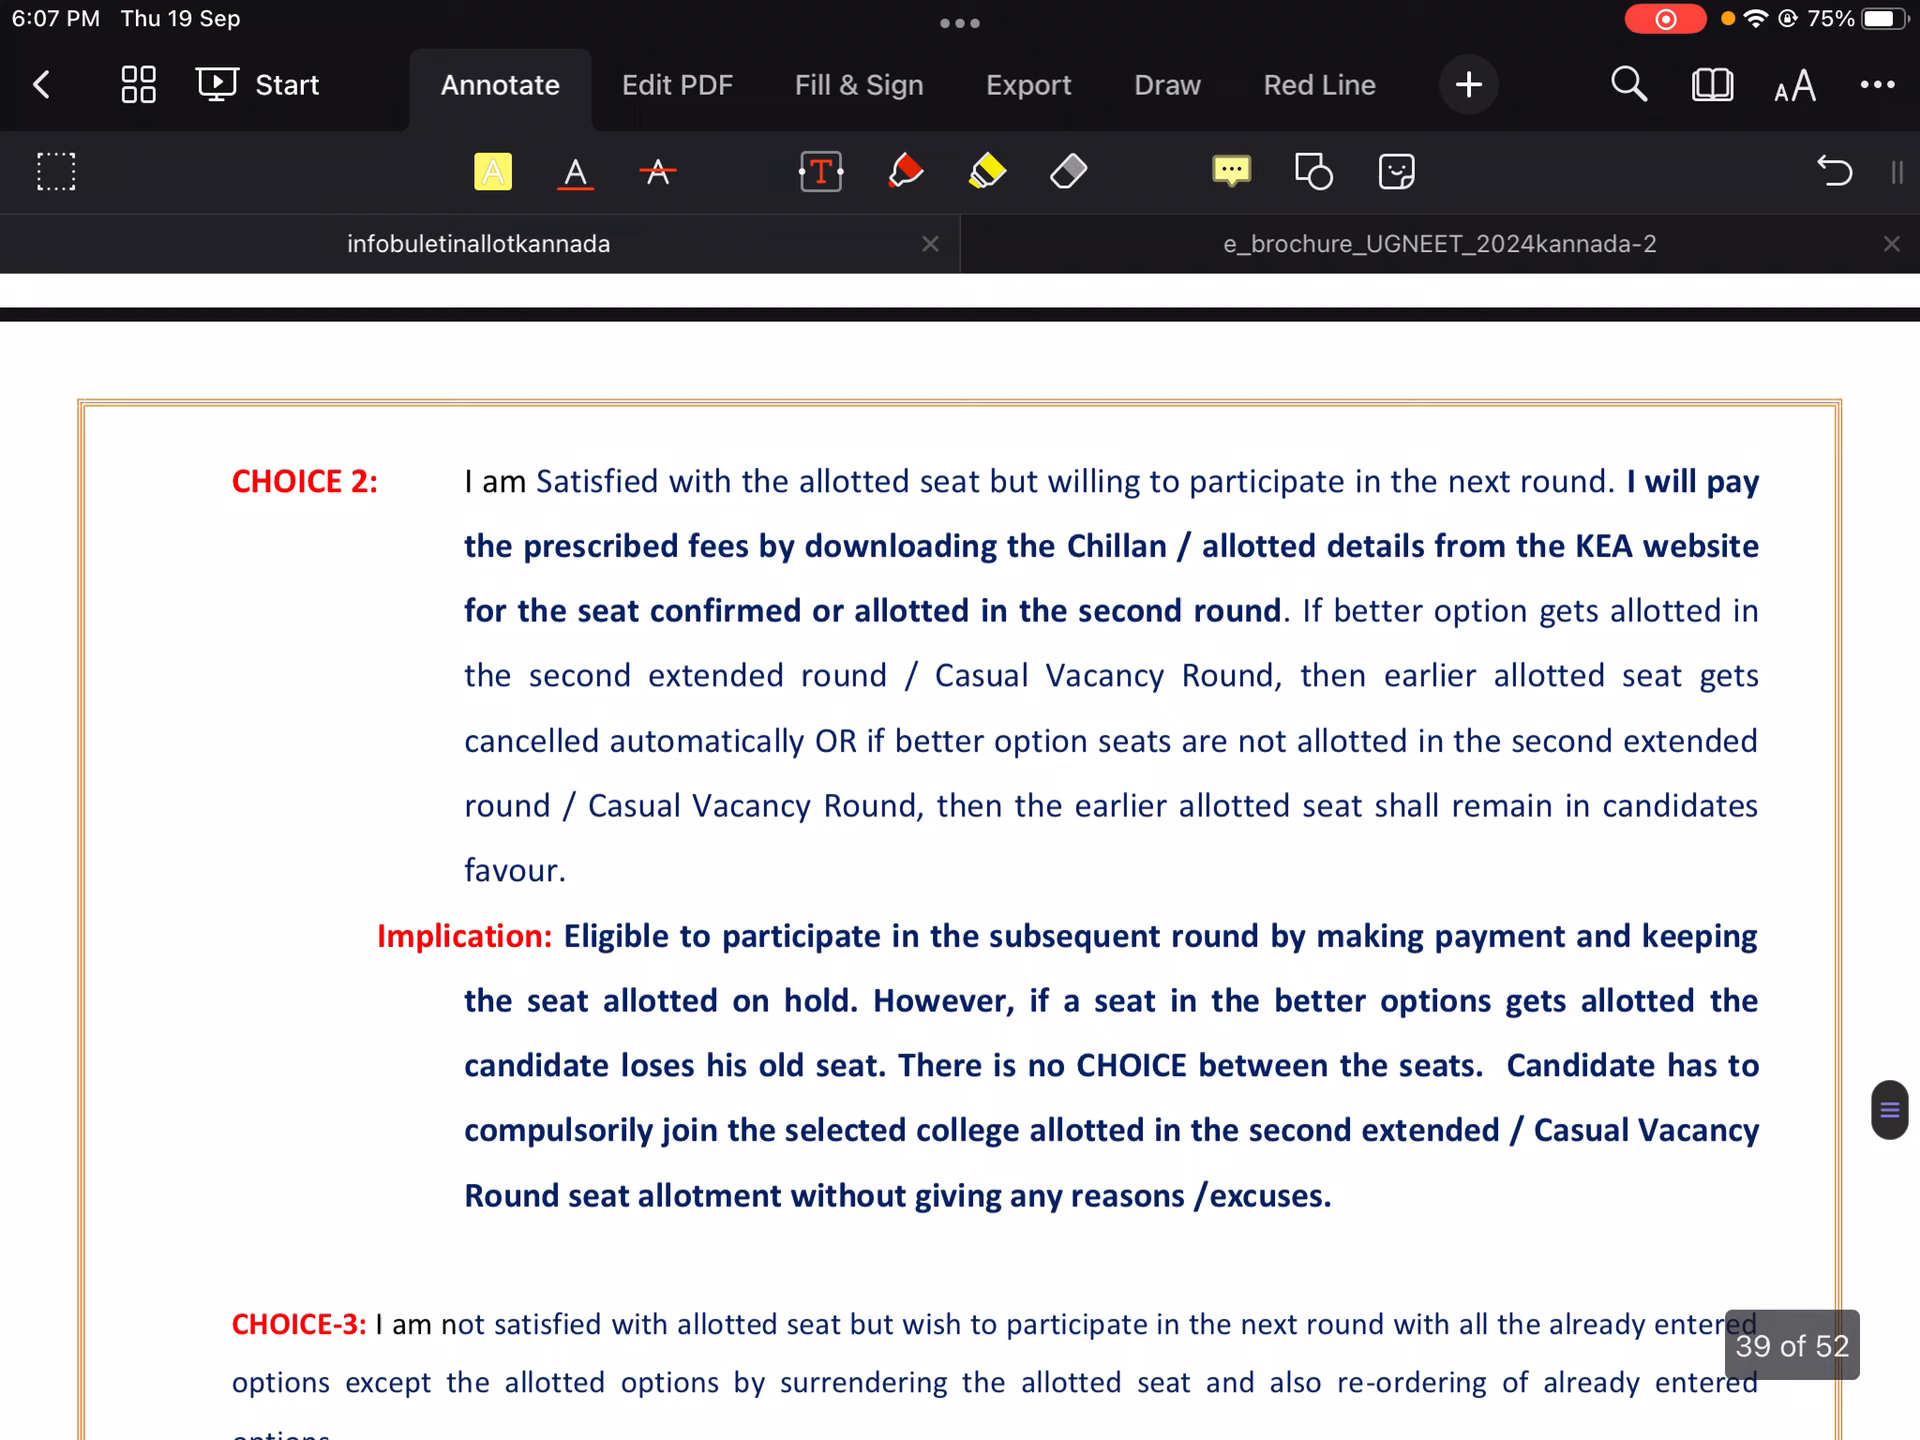 6:07 PM Thu 19 Sep
75%
Start
Annotate
Edit PDF
Fill & Sign
Export
Draw
Red Line
infobuletinallotkannada
e_brochure_UGNEET_2024kannada-2
CHOICE 2: I am Satisfied with the allotted seat but willing to participate in the next round. I will pay
the prescribed fees by downloading the Chillan / allotted details from the KEA website
for the seat confirmed or allotted in the second round. If better option gets allotted in
the second extended round / Casual Vacancy Round, then earlier allotted seat gets
cancelled automatically OR if better option seats are not allotted in the second extended
round / Casual Vacancy Round, then the earlier allotted seat shall remain in candidates
favour.
Implication: Eligible to participate in the subsequent round by making payment and keeping
the seat allotted on hold. However, if a seat in the better options gets allotted the
candidate loses his old seat. There is no CHOICE between the seats. Candidate has to
compulsorily join the selected college allotted in the second extended / Casual Vacancy
Round seat allotment without giving any reasons /excuses.
CHOICE-3: I am not satisfied with allotted seat but wish to participate in the next round with all the already entered
39 of 52
options except the allotted options by surrendering the allotted seat and also re-ordering of already entered
options